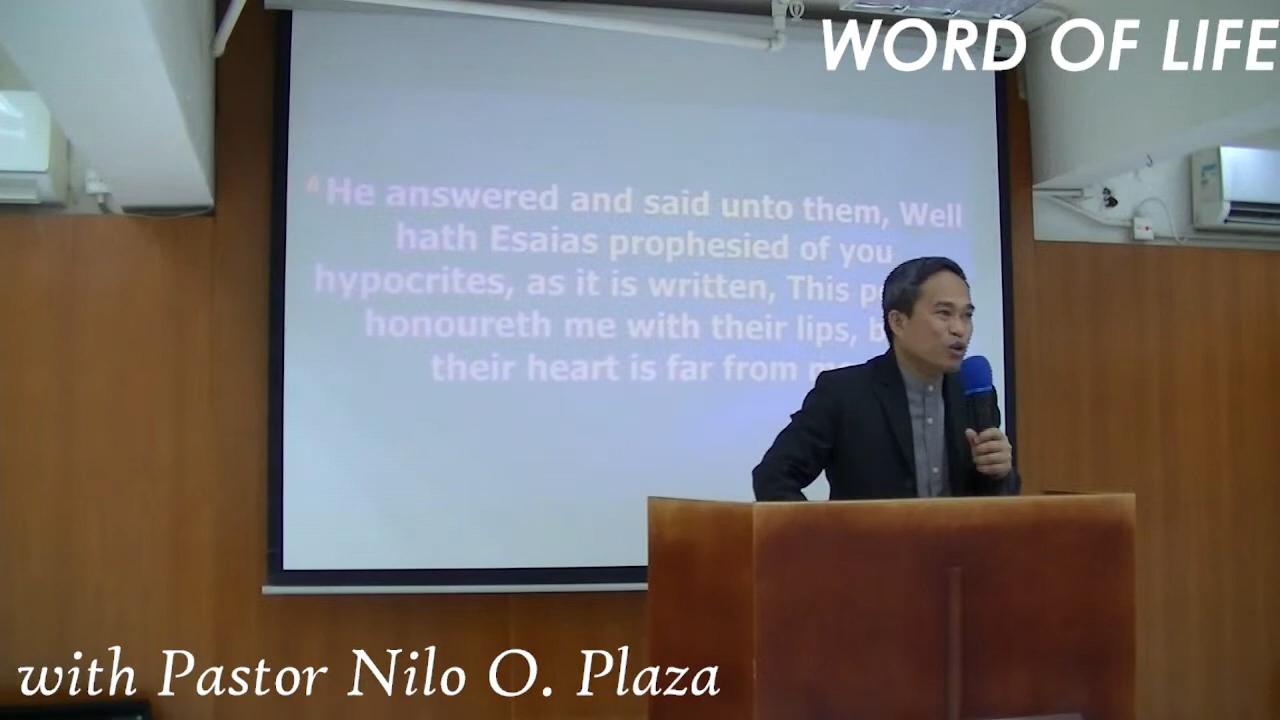 WORD OF LIFE
He answered and said unto them, Well
hath Esaias prophesied of you
hypocrites, as it is written, This
honoureth me with their lips,
their heart is far from
with Pastor Nilo O. Plaza